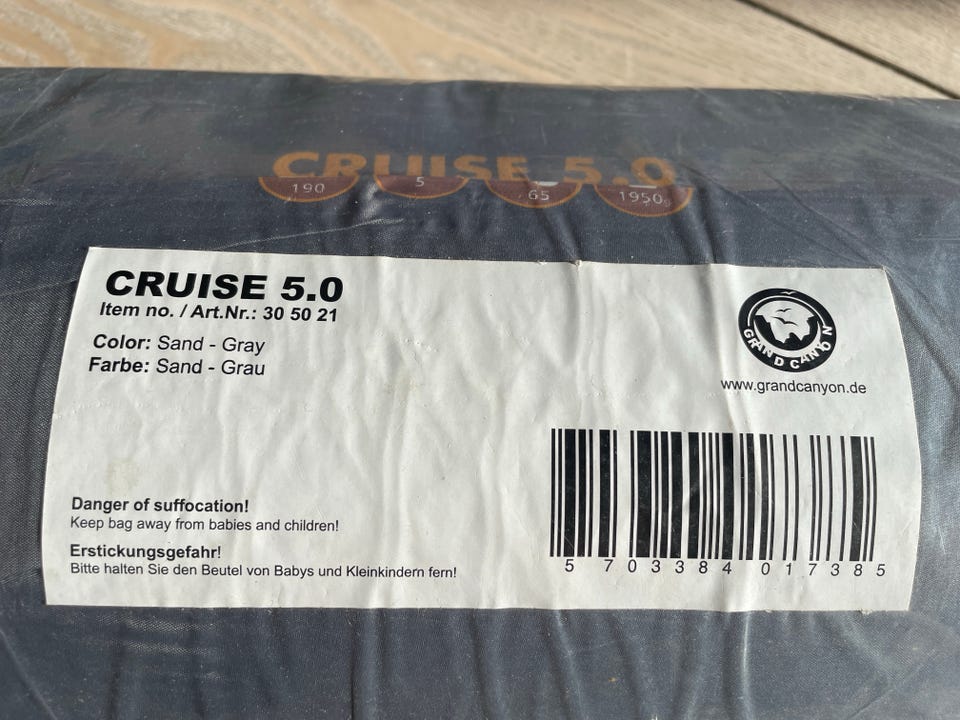 CRUISE 5.0
190 5 65 1950g
CRUISE 5.0
Item no. / Art.Nr.: 30 50 21
Color: Sand - Gray
Farbe: Sand - Grau
GRAND CANYON
www.grandcanyon.de
Danger of suffocation!
Keep bag away from babies and children!
Erstickungsgefahr!
Bitte halten Sie den Beutel von Babys und Kleinkindern fern!
5 703384 017385